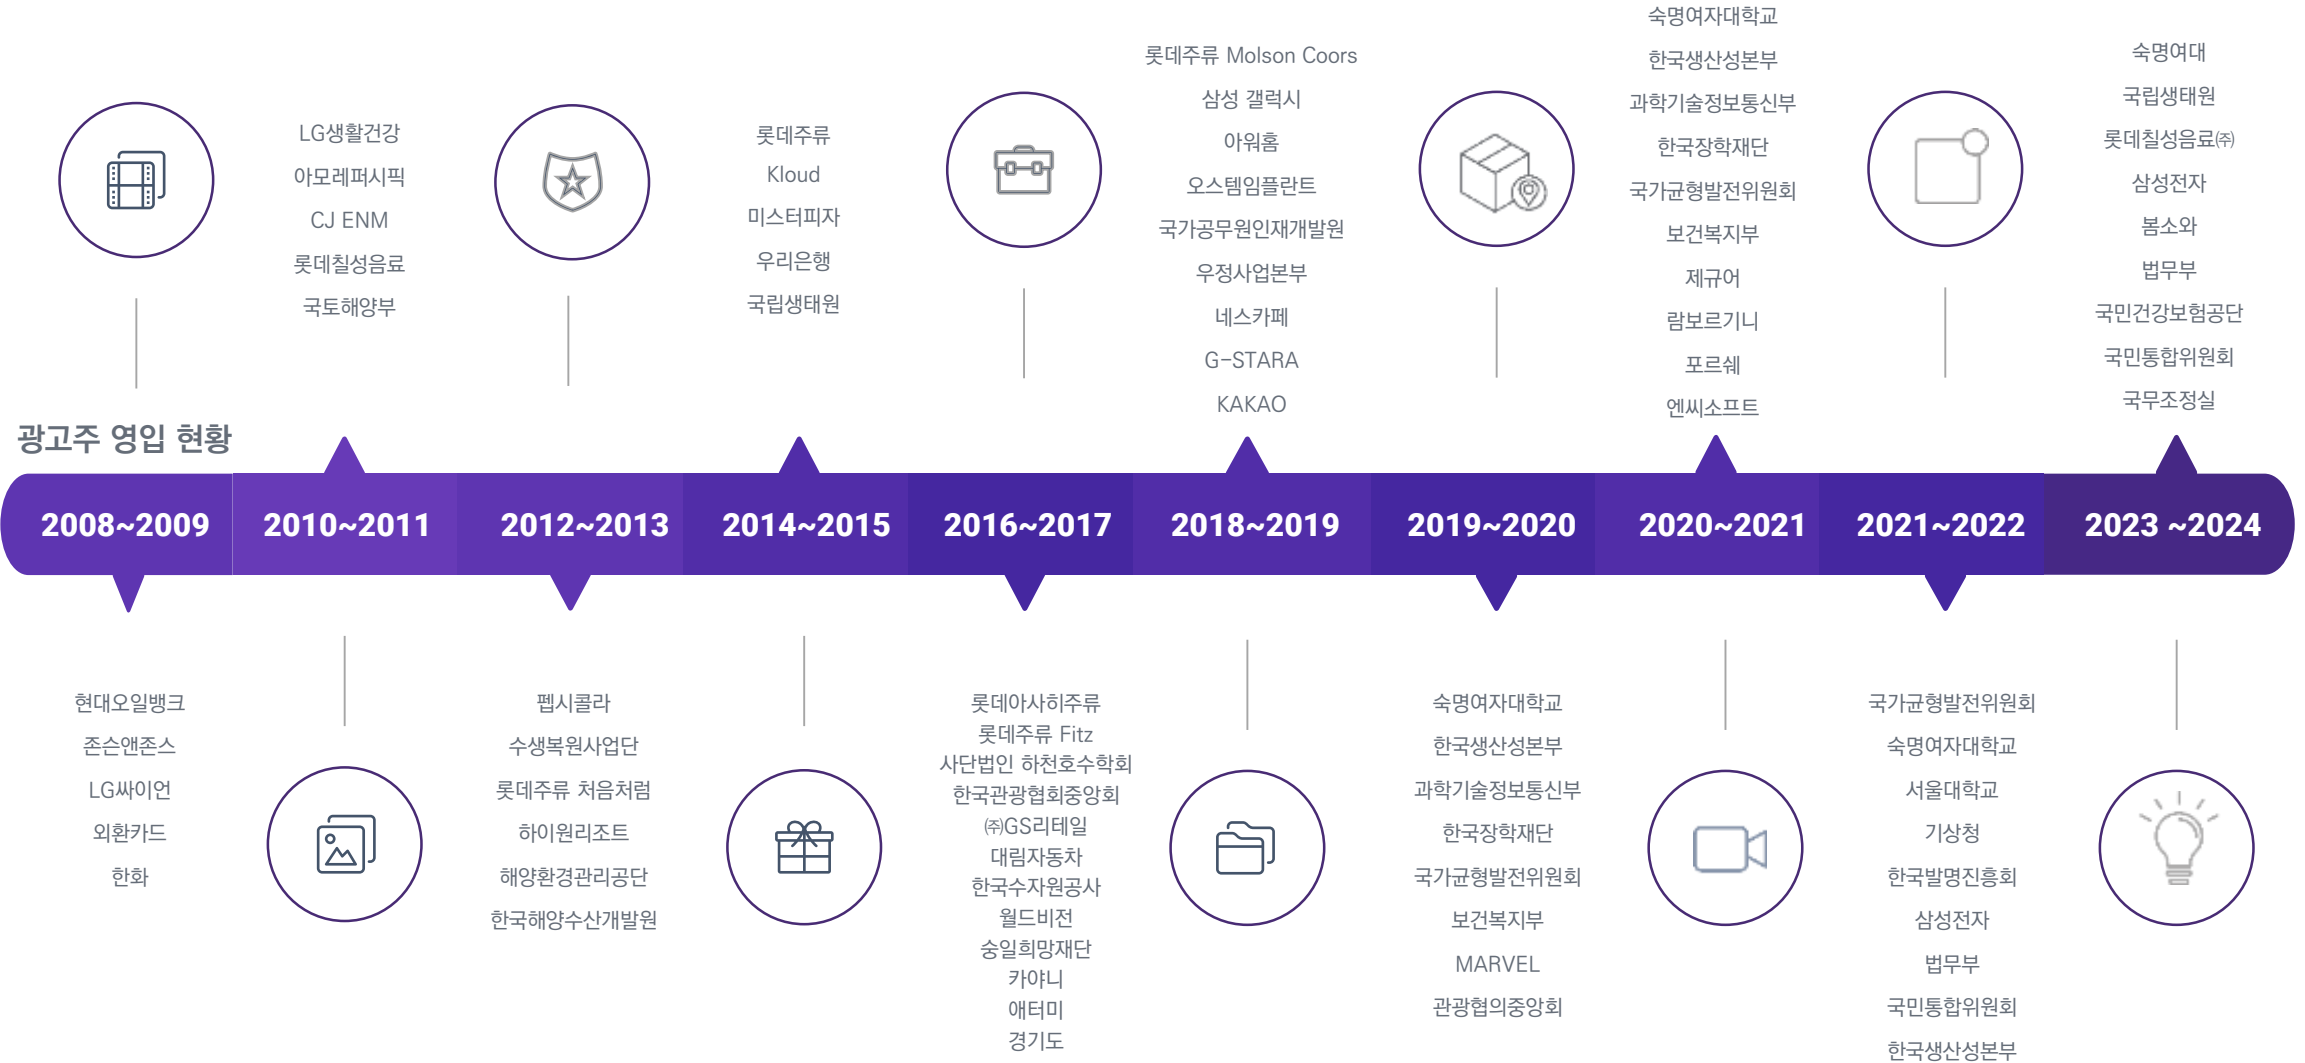 광고주 영입 현황
2008~2009
현대오일뱅크
존슨앤존스
LG싸이언
외환카드
한화
2010~2011
LG생활건강
아모레퍼시픽
CJ ENM
롯데칠성음료
국토해양부
2012~2013
펩시콜라
수생복원사업단
롯데주류 처음처럼
하이원리조트
해양환경관리공단
한국해양수산개발원
2014~2015
롯데주류
Kloud
미스터피자
우리은행
국립생태원
2016~2017
롯데아사히주류
롯데주류 Fitz
사단법인 하천호수학회
한국관광협회중앙회
㈜GS리테일
대림자동차
한국수자원공사
월드비전
숭일희망재단
카야니
애터미
경기도
2018~2019
롯데주류 Molson Coors
삼성 갤럭시
아워홈
오스템임플란트
국가공무원인재개발원
우정사업본부
네스카페
G-STARA
KAKAO
2019~2020
숙명여자대학교
한국생산성본부
과학기술정보통신부
한국장학재단
국가균형발전위원회
보건복지부
MARVEL
관광협의중앙회
2020~2021
숙명여자대학교
한국생산성본부
과학기술정보통신부
한국장학재단
국가균형발전위원회
보건복지부
제규어
람보르기니
포르쉐
엔씨소프트
2021~2022
국가균형발전위원회
숙명여자대학교
서울대학교
기상청
한국발명진흥회
삼성전자
법무부
국민통합위원회
한국생산성본부
2023 ~2024
숙명여대
국립생태원
롯데칠성음료㈜
삼성전자
봄소와
법무부
국민건강보험공단
국민통합위원회
국무조정실